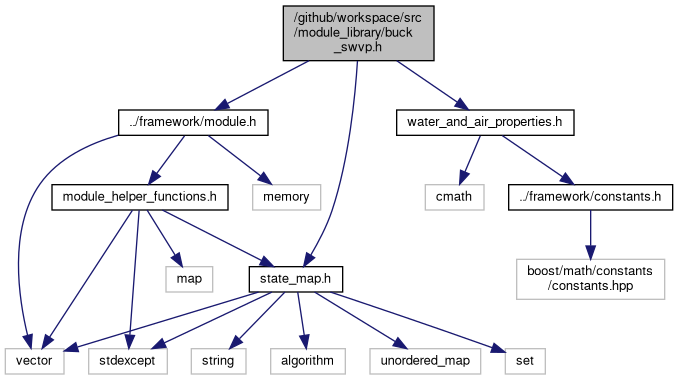 /github/workspace/src
/module_library/buck
_swvp.h
../framework/module.h
water_and_air_properties.h
module_helper_functions.h
memory
cmath
../framework/constants.h
map
state_map.h
boost/math/constants
/constants.hpp
vector
stdexcept
string
algorithm
unordered_map
set